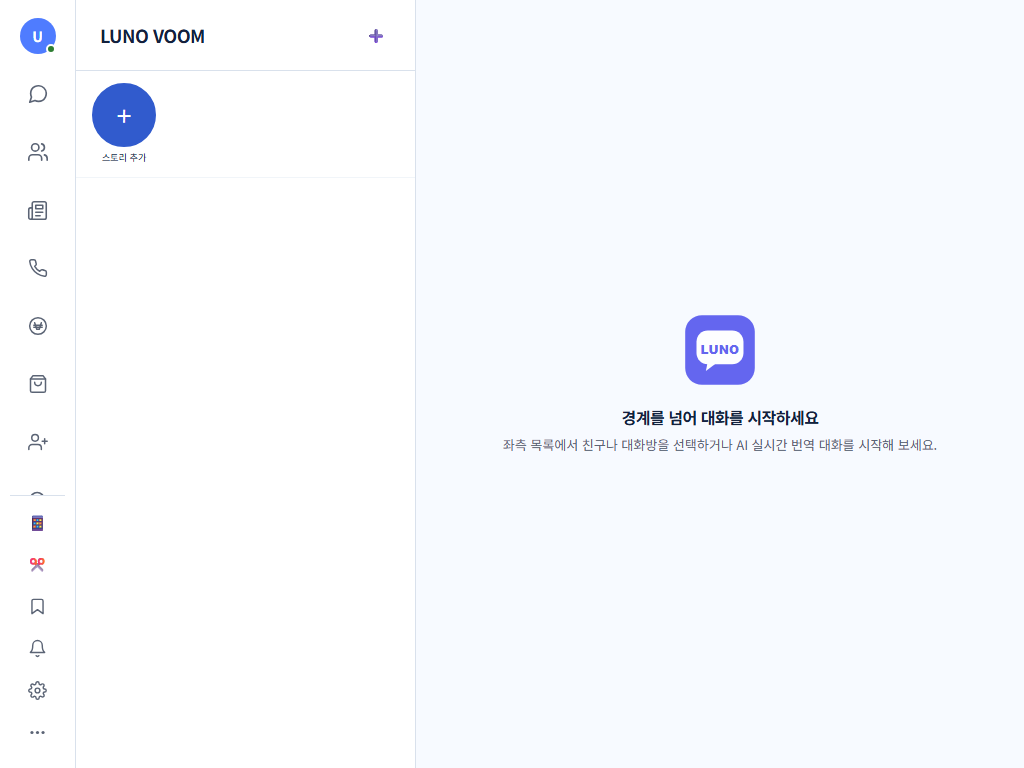 U
LUNO VOOM
+
스토리 추가
LUNO
경계를 넘어 대화를 시작하세요
좌측 목록에서 친구나 대화방을 선택하거나 AI 실시간 번역 대화를 시작해 보세요.